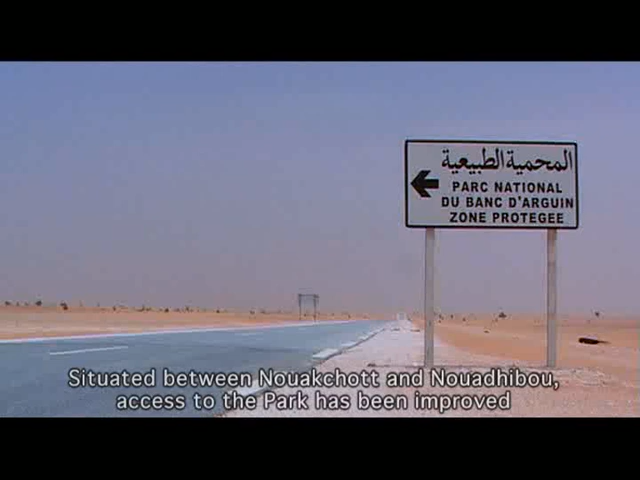 المحمية الطبيعية
PARC NATIONAL
DU BANC D'ARGUIN
ZONE PROTEGEE
Situated between Nouakchott and Nouadhibou,
access to the Park has been improved